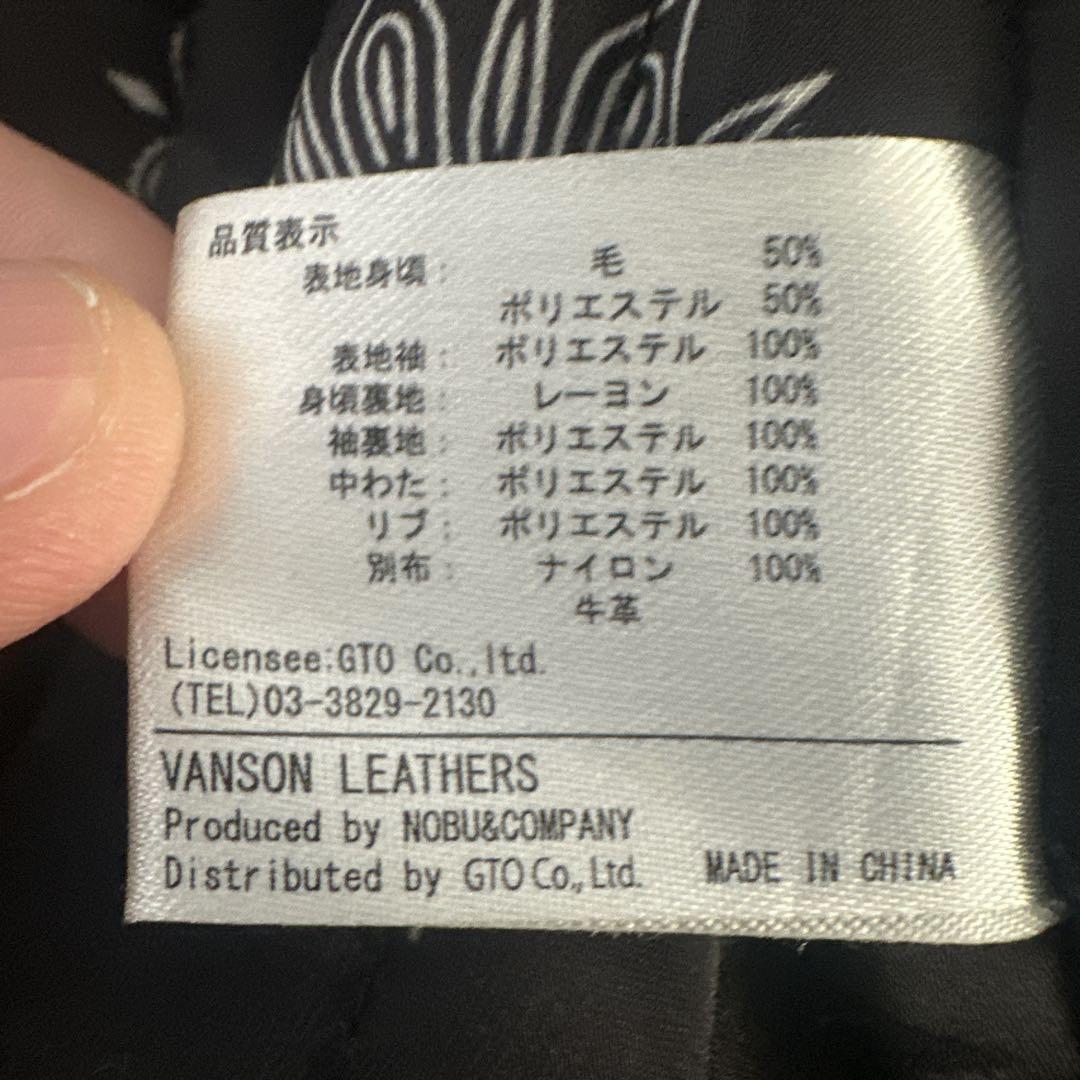 品質表示
表地身頃: 毛 50%
ポリエステル 50%
表地袖: ポリエステル 100%
身頃裏地: レーヨン 100%
袖裏地: ポリエステル 100%
中わた: ポリエステル 100%
リブ: ポリエステル 100%
別布: ナイロン 100%
牛革
Licensee:GTO Co.,ltd.
(TEL)03-3829-2130
VANSON LEATHERS
Produced by NOBU&COMPANY
Distributed by GTO Co.,Ltd. MADE IN CHINA